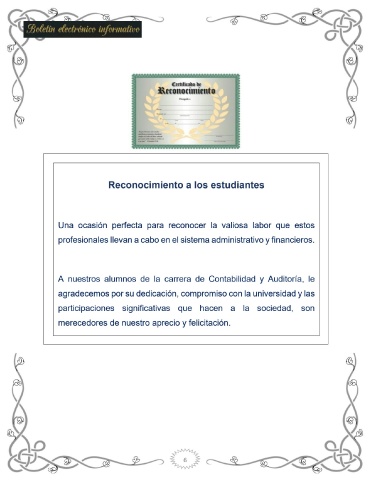 Boletín electrónico informativo
Certificado de
Reconocimiento
Reconocimiento a los estudiantes
Una ocasión perfecta para reconocer la valiosa labor que estos
profesionales llevan a cabo en el sistema administrativo y financieros.
A nuestros alumnos de la carrera de Contabilidad y Auditoría, le
agradecemos por su dedicación, compromiso con la universidad y las
participaciones significativas que hacen a la sociedad, son
merecedores de nuestro aprecio y felicitación.